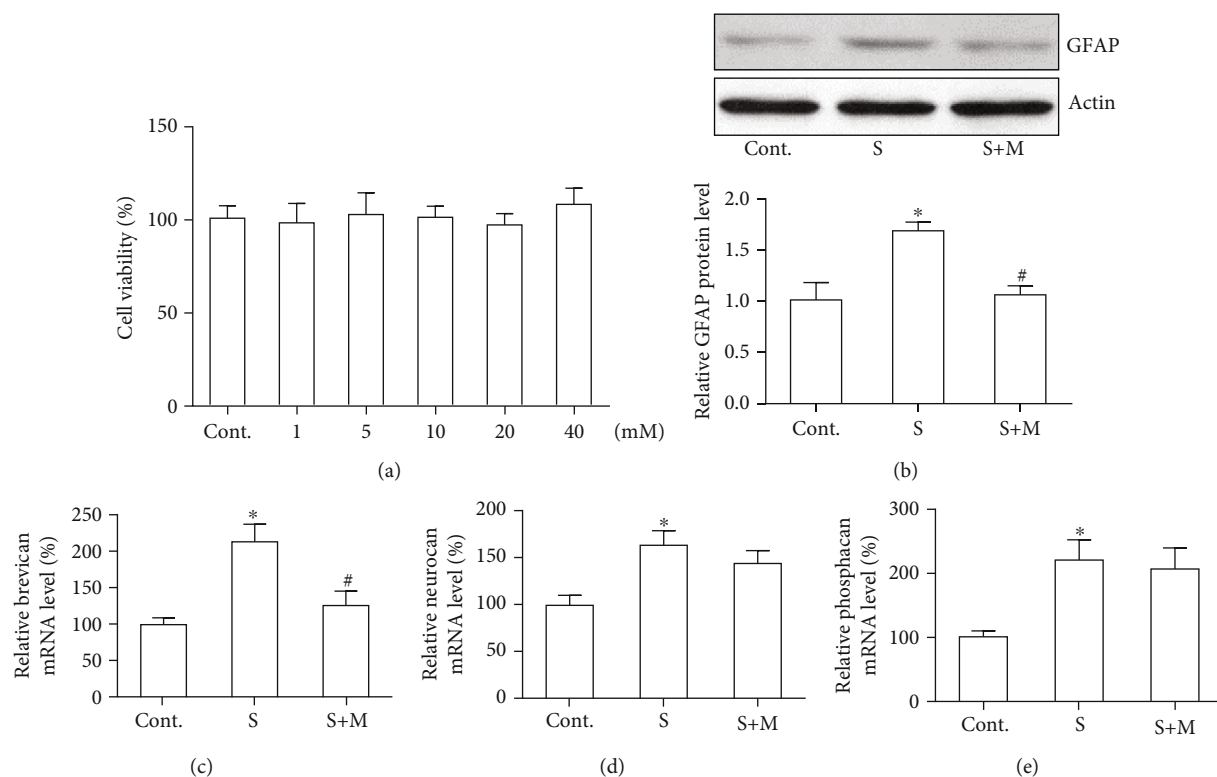 150
100
50
0
Cell viability (%)
Cont.
1
5
10
20
40
(mM)
(a)
GFAP
Actin
Cont.
S
S+M
2.0
1.5
1.0
0.5
0.0
Relative GFAP protein level
*
#
Cont.
S
S+M
(b)
250
200
150
100
50
0
Relative brevican
mRNA level (%)
*
#
Cont.
S
S+M
(c)
200
150
100
50
0
Relative neurocan
mRNA level (%)
*
Cont.
S
S+M
(d)
300
200
100
0
Relative phosphacan
mRNA level (%)
*
Cont.
S
S+M
(e)